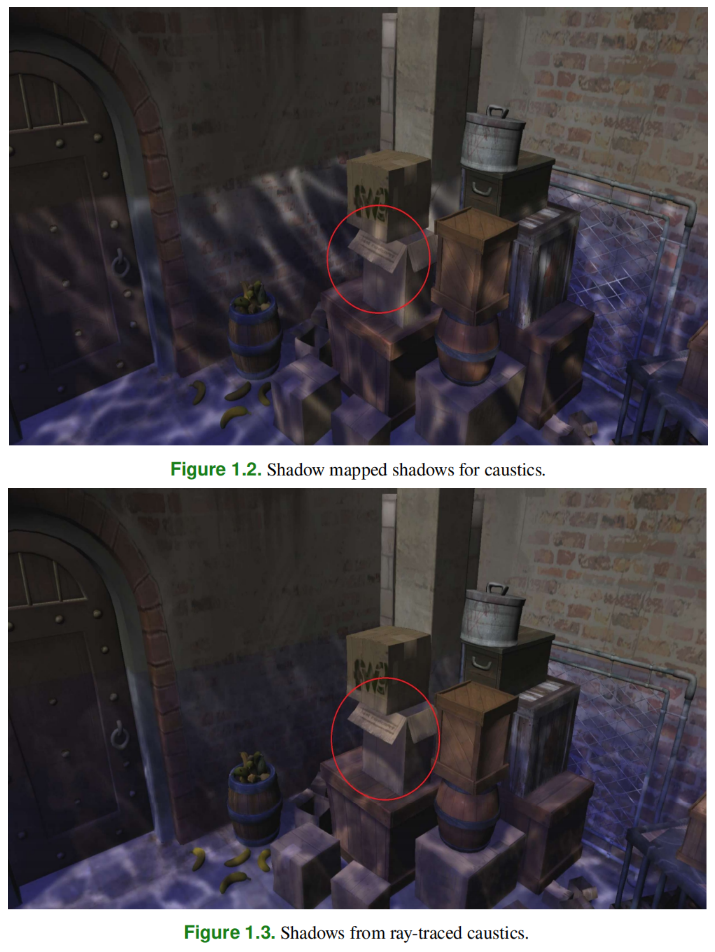 Figure 1.2. Shadow mapped shadows for caustics.
Figure 1.3. Shadows from ray-traced caustics.